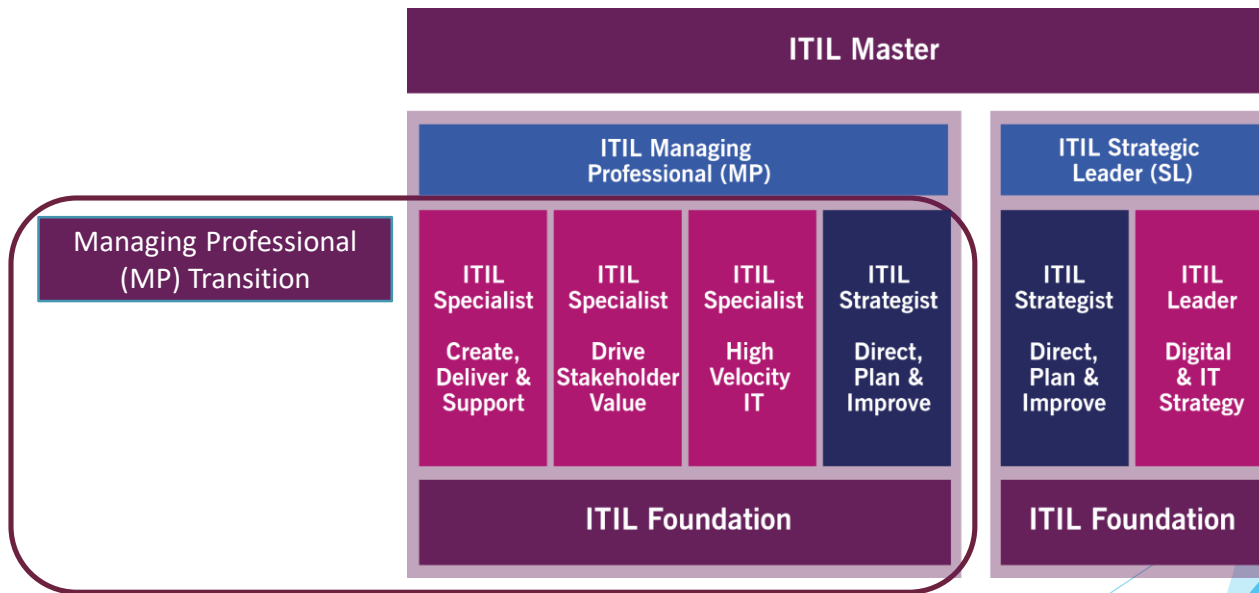 ITIL Master
ITIL Managing
Professional (MP)
ITIL Strategic
Leader (SL)
Managing Professional
(MP) Transition
ITIL
Specialist
Create,
Deliver &
Support
ITIL
Specialist
Drive
Stakeholder
Value
ITIL
Specialist
High
Velocity
IT
ITIL
Strategist
Direct,
Plan &
Improve
ITIL
Strategist
Direct,
Plan &
Improve
ITIL
Leader
Digital
& IT
Strategy
ITIL Foundation
ITIL Foundation